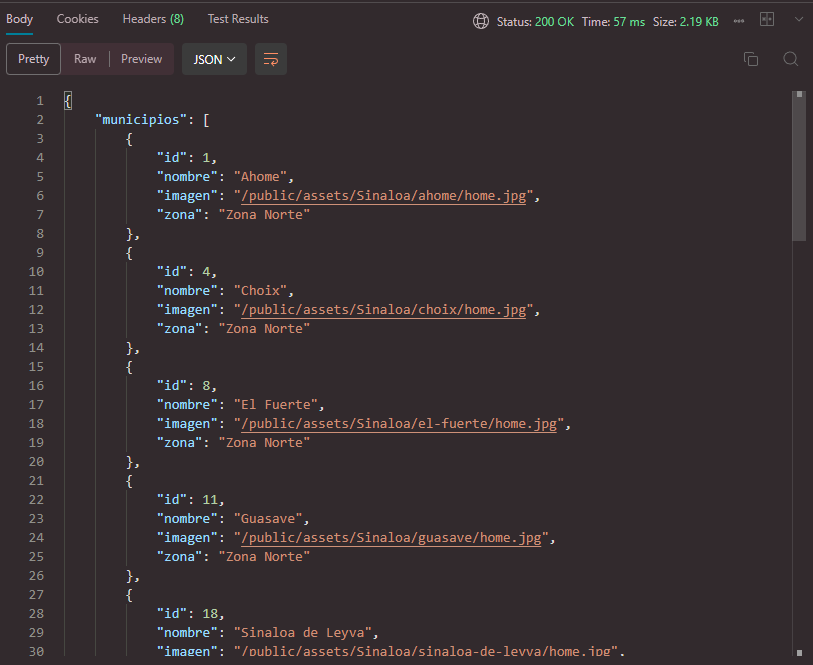 Body Cookies Headers (8) Test Results Status: 200 OK Time: 57 ms Size: 2.19 KB
Pretty Raw Preview JSON
1 {
2 "municipios": [
3 {
4 "id": 1,
5 "nombre": "Ahome",
6 "imagen": "/public/assets/Sinaloa/ahome/home.jpg",
7 "zona": "Zona Norte"
8 },
9 {
10 "id": 4,
11 "nombre": "Choix",
12 "imagen": "/public/assets/Sinaloa/choix/home.jpg",
13 "zona": "Zona Norte"
14 },
15 {
16 "id": 8,
17 "nombre": "El Fuerte",
18 "imagen": "/public/assets/Sinaloa/el-fuerte/home.jpg",
19 "zona": "Zona Norte"
20 },
21 {
22 "id": 11,
23 "nombre": "Guasave",
24 "imagen": "/public/assets/Sinaloa/guasave/home.jpg",
25 "zona": "Zona Norte"
26 },
27 {
28 "id": 18,
29 "nombre": "Sinaloa de Leyva",
30 "imagen": "/public/assets/Sinaloa/sinaloa-de-leyva/home.jpg",